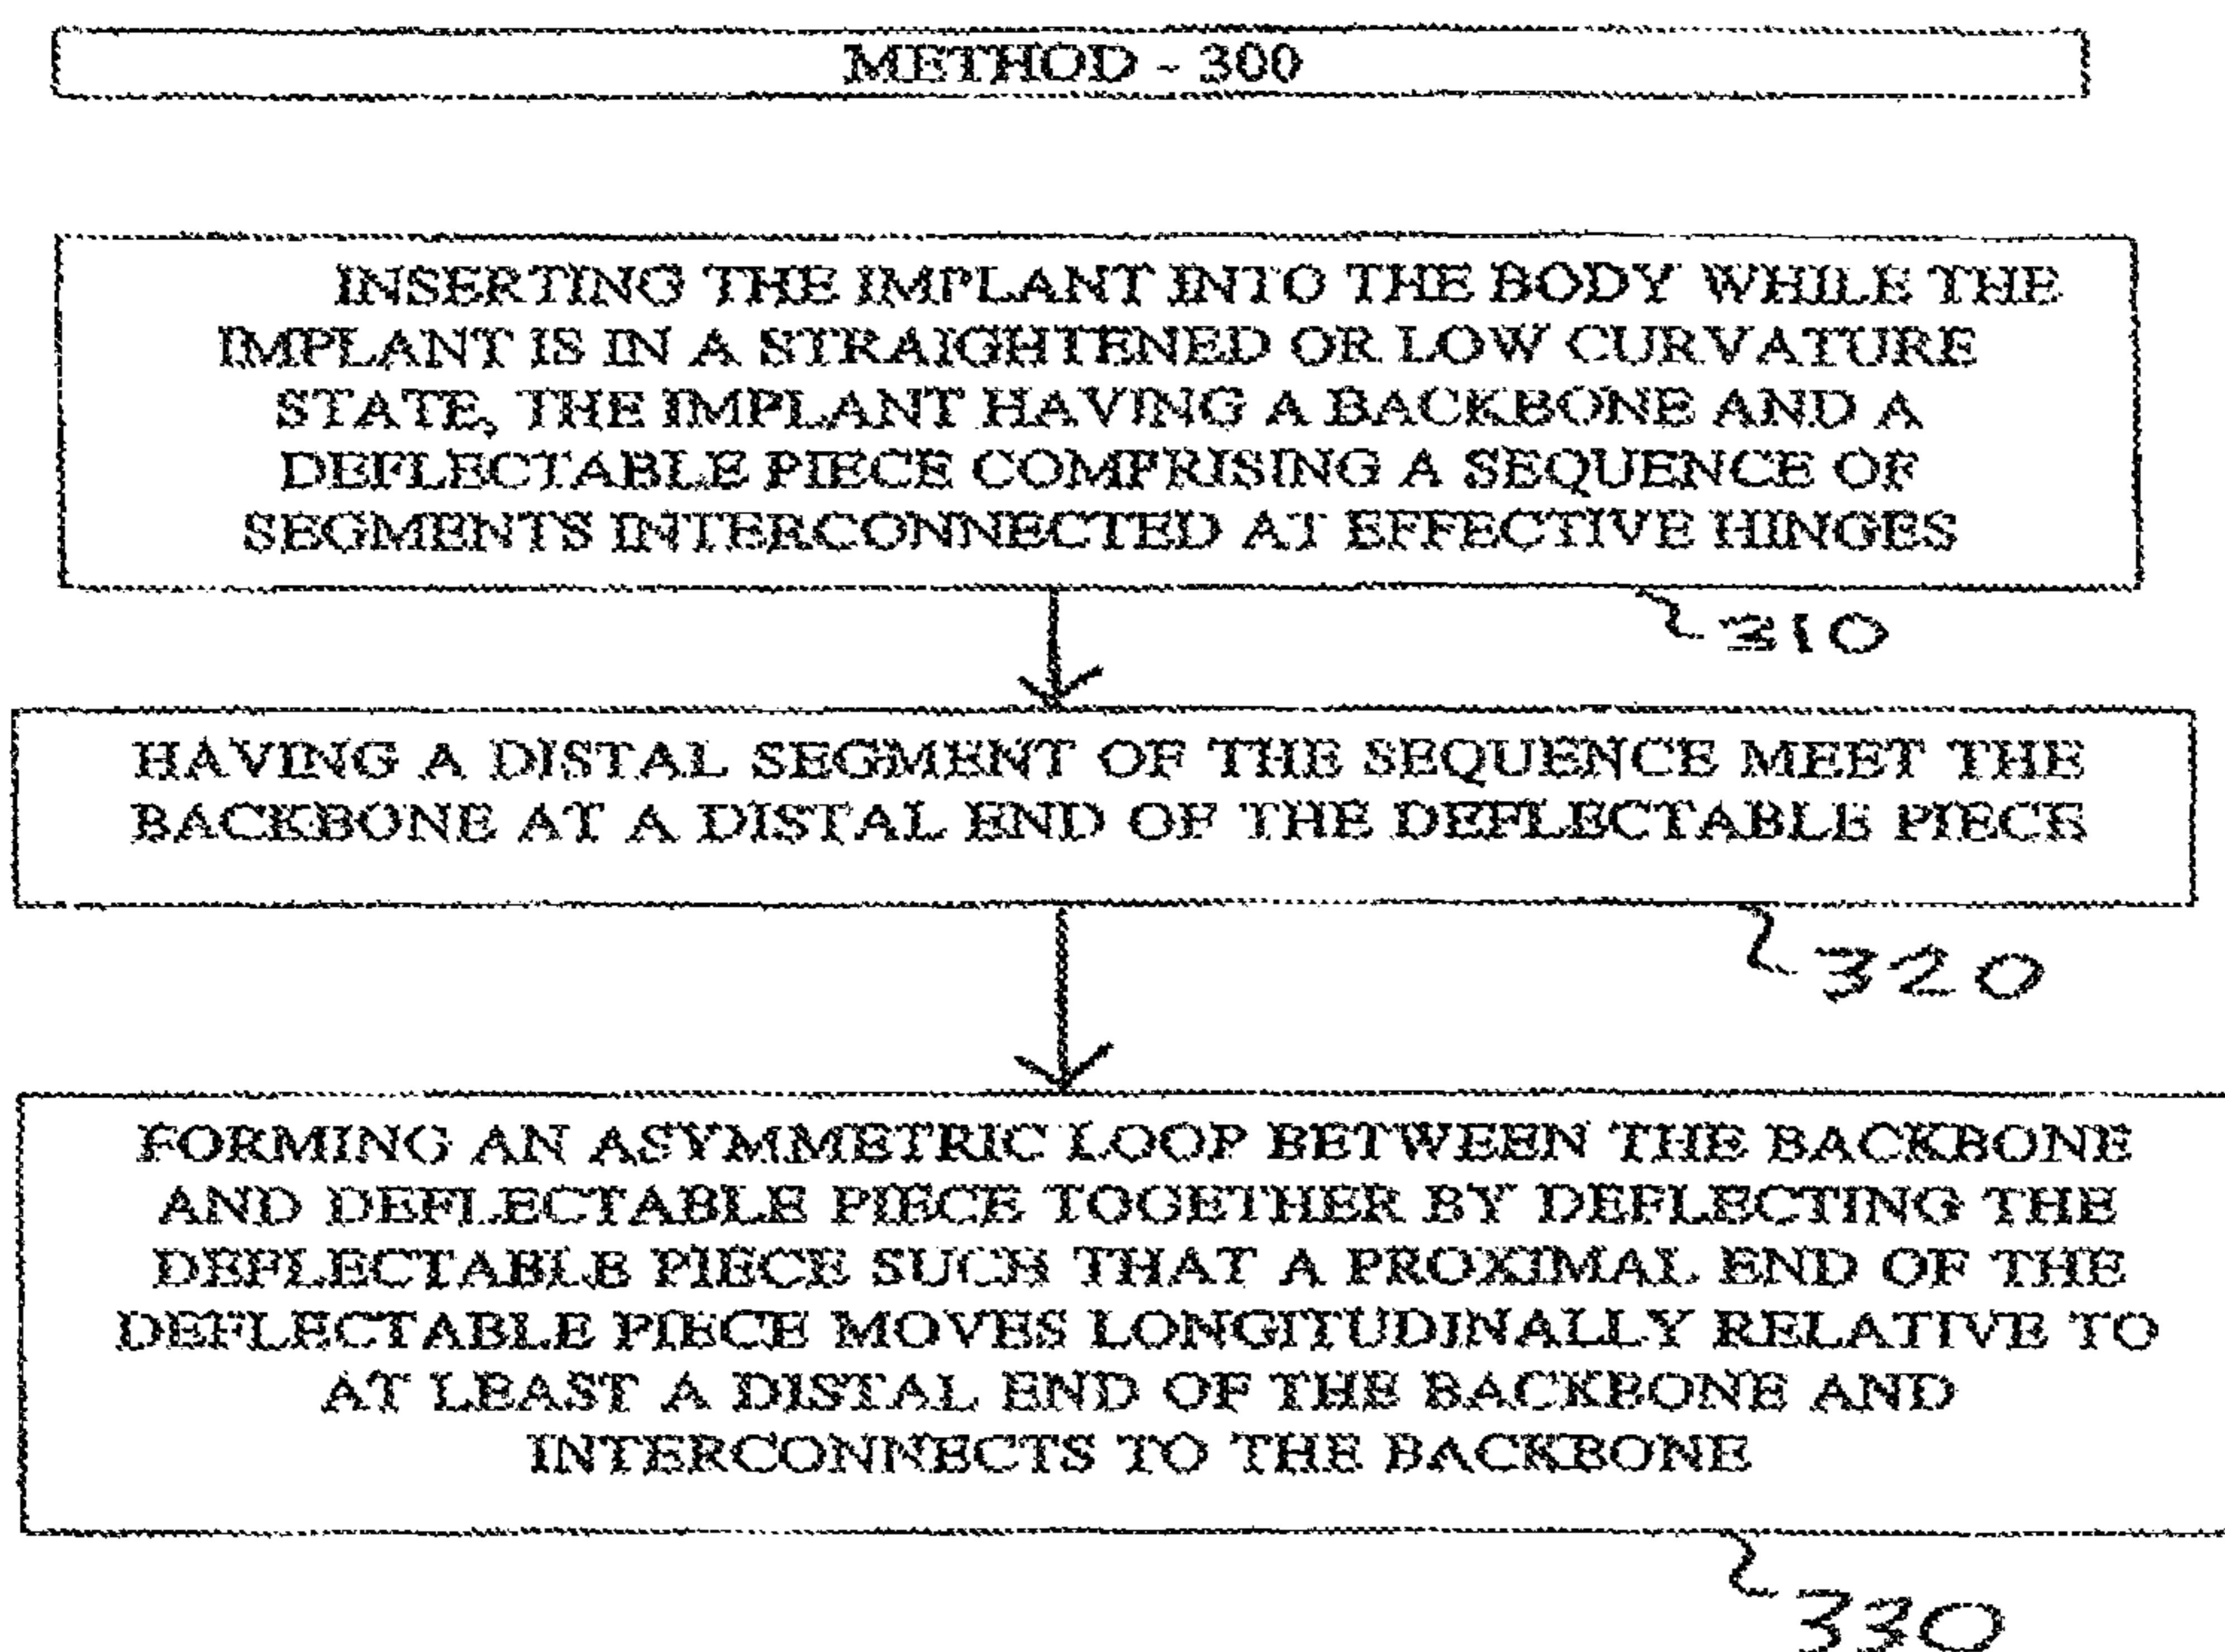 METHOD - 300
INSERTING THE IMPLANT INTO THE BODY WHILE THE
IMPLANT IS IN A STRAIGHTENED OR LOW CURVATURE
STATE, THE IMPLANT HAVING A BACKBONE AND A
DEFLECTABLE PIECE COMPRISING A SEQUENCE OF
SEGMENTS INTERCONNECTED AT EFFECTIVE HINGES
310
HAVING A DISTAL SEGMENT OF THE SEQUENCE MEET THE
BACKBONE AT A DISTAL END OF THE DEFLECTABLE PIECE
320
FORMING AN ASYMMETRIC LOOP BETWEEN THE BACKBONE
AND DEFLECTABLE PIECE TOGETHER BY DEFLECTING THE
DEFLECTABLE PIECE SUCH THAT A PROXIMAL END OF THE
DEFLECTABLE PIECE MOVES LONGITUDINALLY RELATIVE TO
AT LEAST A DISTAL END OF THE BACKBONE AND
INTERCONNECTS TO THE BACKBONE
330